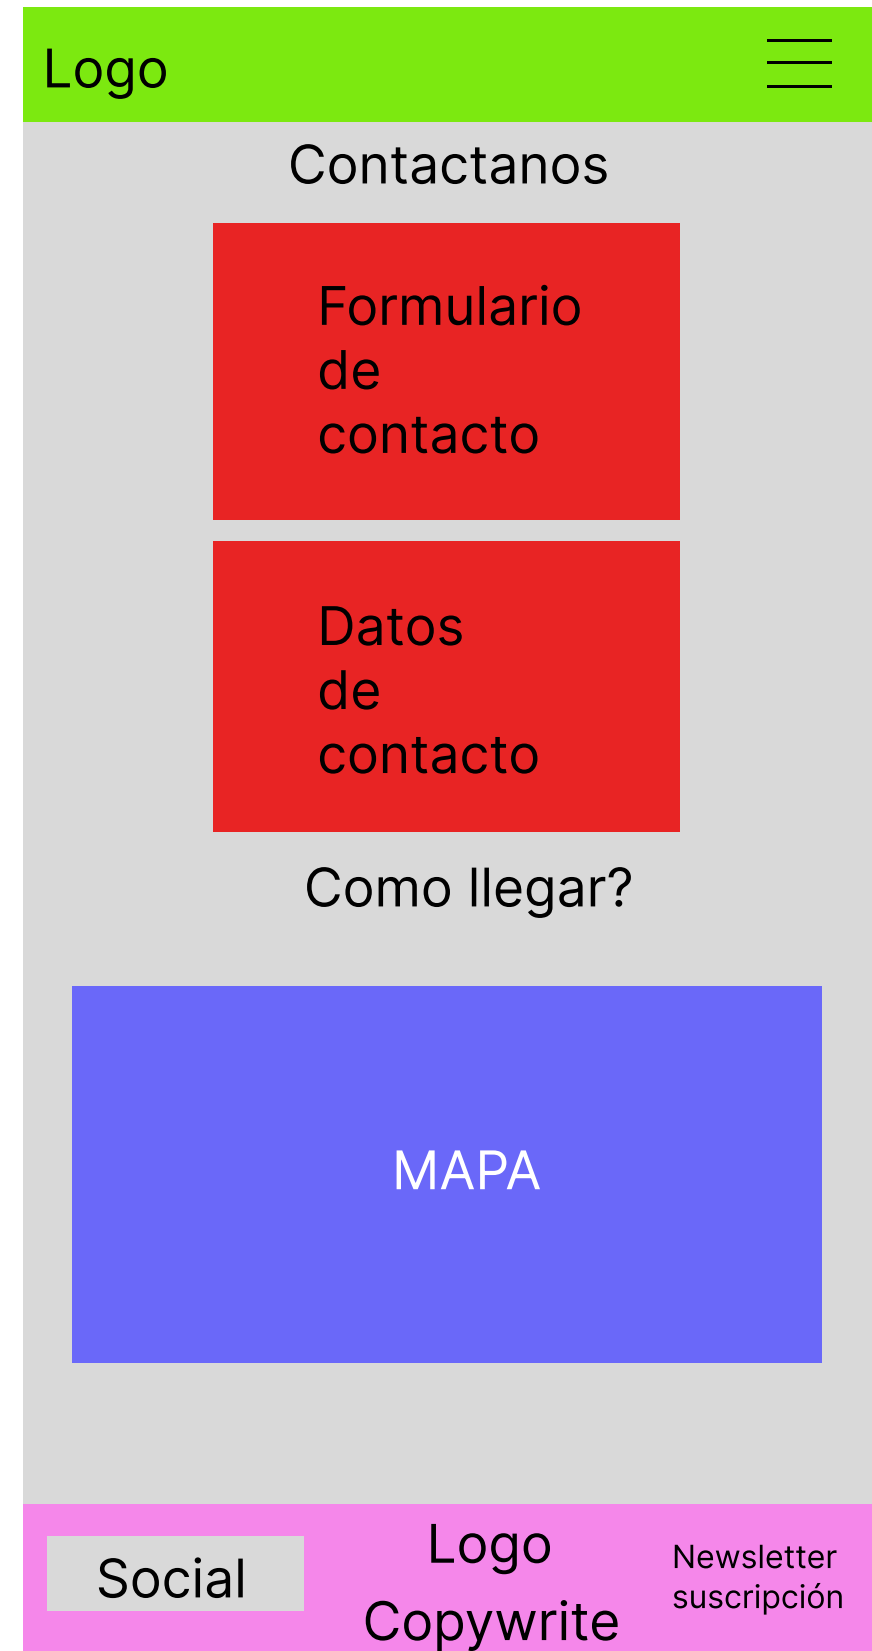 Logo
Contactanos
Formulario
de
contacto
Datos
de
contacto
Como llegar?
MAPA
Social
Logo
Copywrite
Newsletter
suscripción